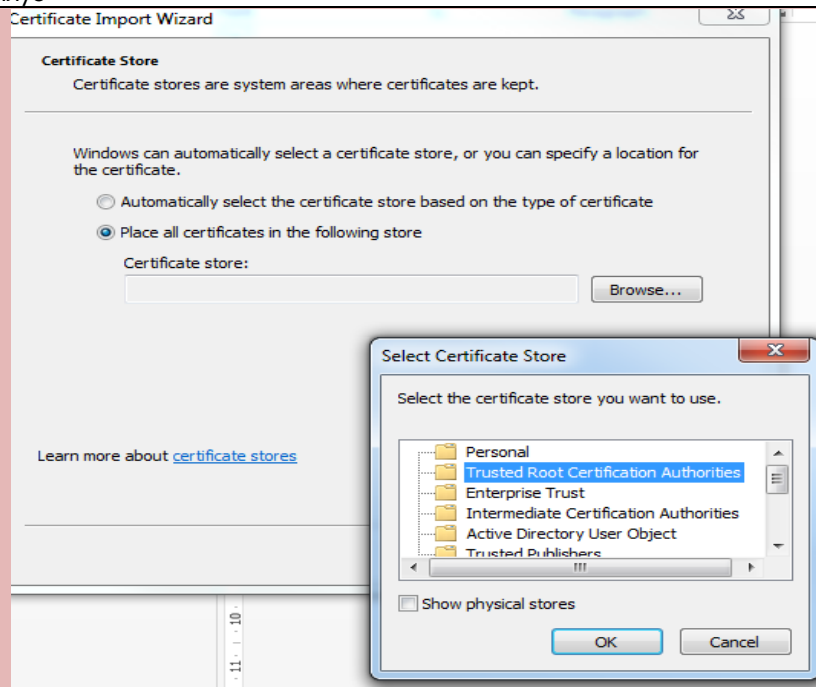 Certificate Import Wizard
Certificate Store
Certificate stores are system areas where certificates are kept.
Windows can automatically select a certificate store, or you can specify a location for
the certificate.
Automatically select the certificate store based on the type of certificate
Place all certificates in the following store
Certificate store:
Browse...
Select Certificate Store
Select the certificate store you want to use.
Personal
Trusted Root Certification Authorities
Enterprise Trust
Intermediate Certification Authorities
Active Directory User Object
Trusted Publishers
Learn more about certificate stores
Show physical stores
OK Cancel
10
11